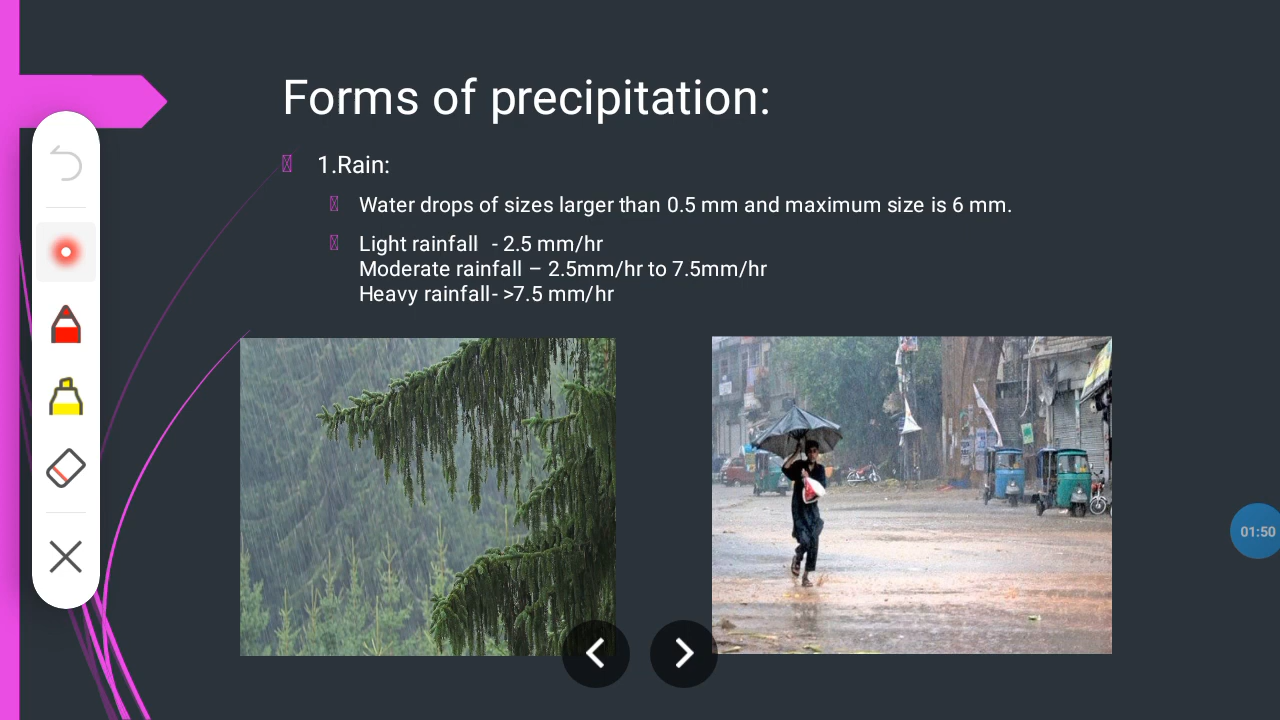 Forms of precipitation:
1.Rain:
Water drops of sizes larger than 0.5 mm and maximum size is 6 mm.
Light rainfall - 2.5 mm/hr
Moderate rainfall – 2.5mm/hr to 7.5mm/hr
Heavy rainfall- >7.5 mm/hr
01:50